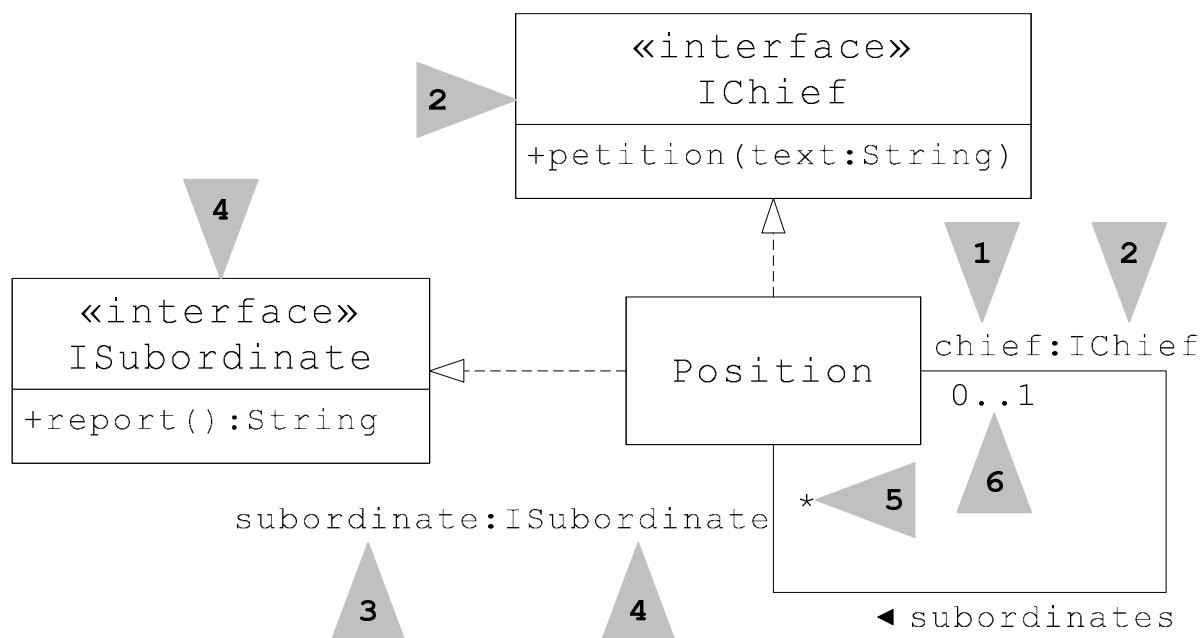 «interface»
IChief
2
+petition(text:String)
4
1
2
«interface»
ISubordinate
chief:IChief
Position
0..1
+report():String
6
5
*
subordinate:ISubordinate
3
4
◄ subordinates